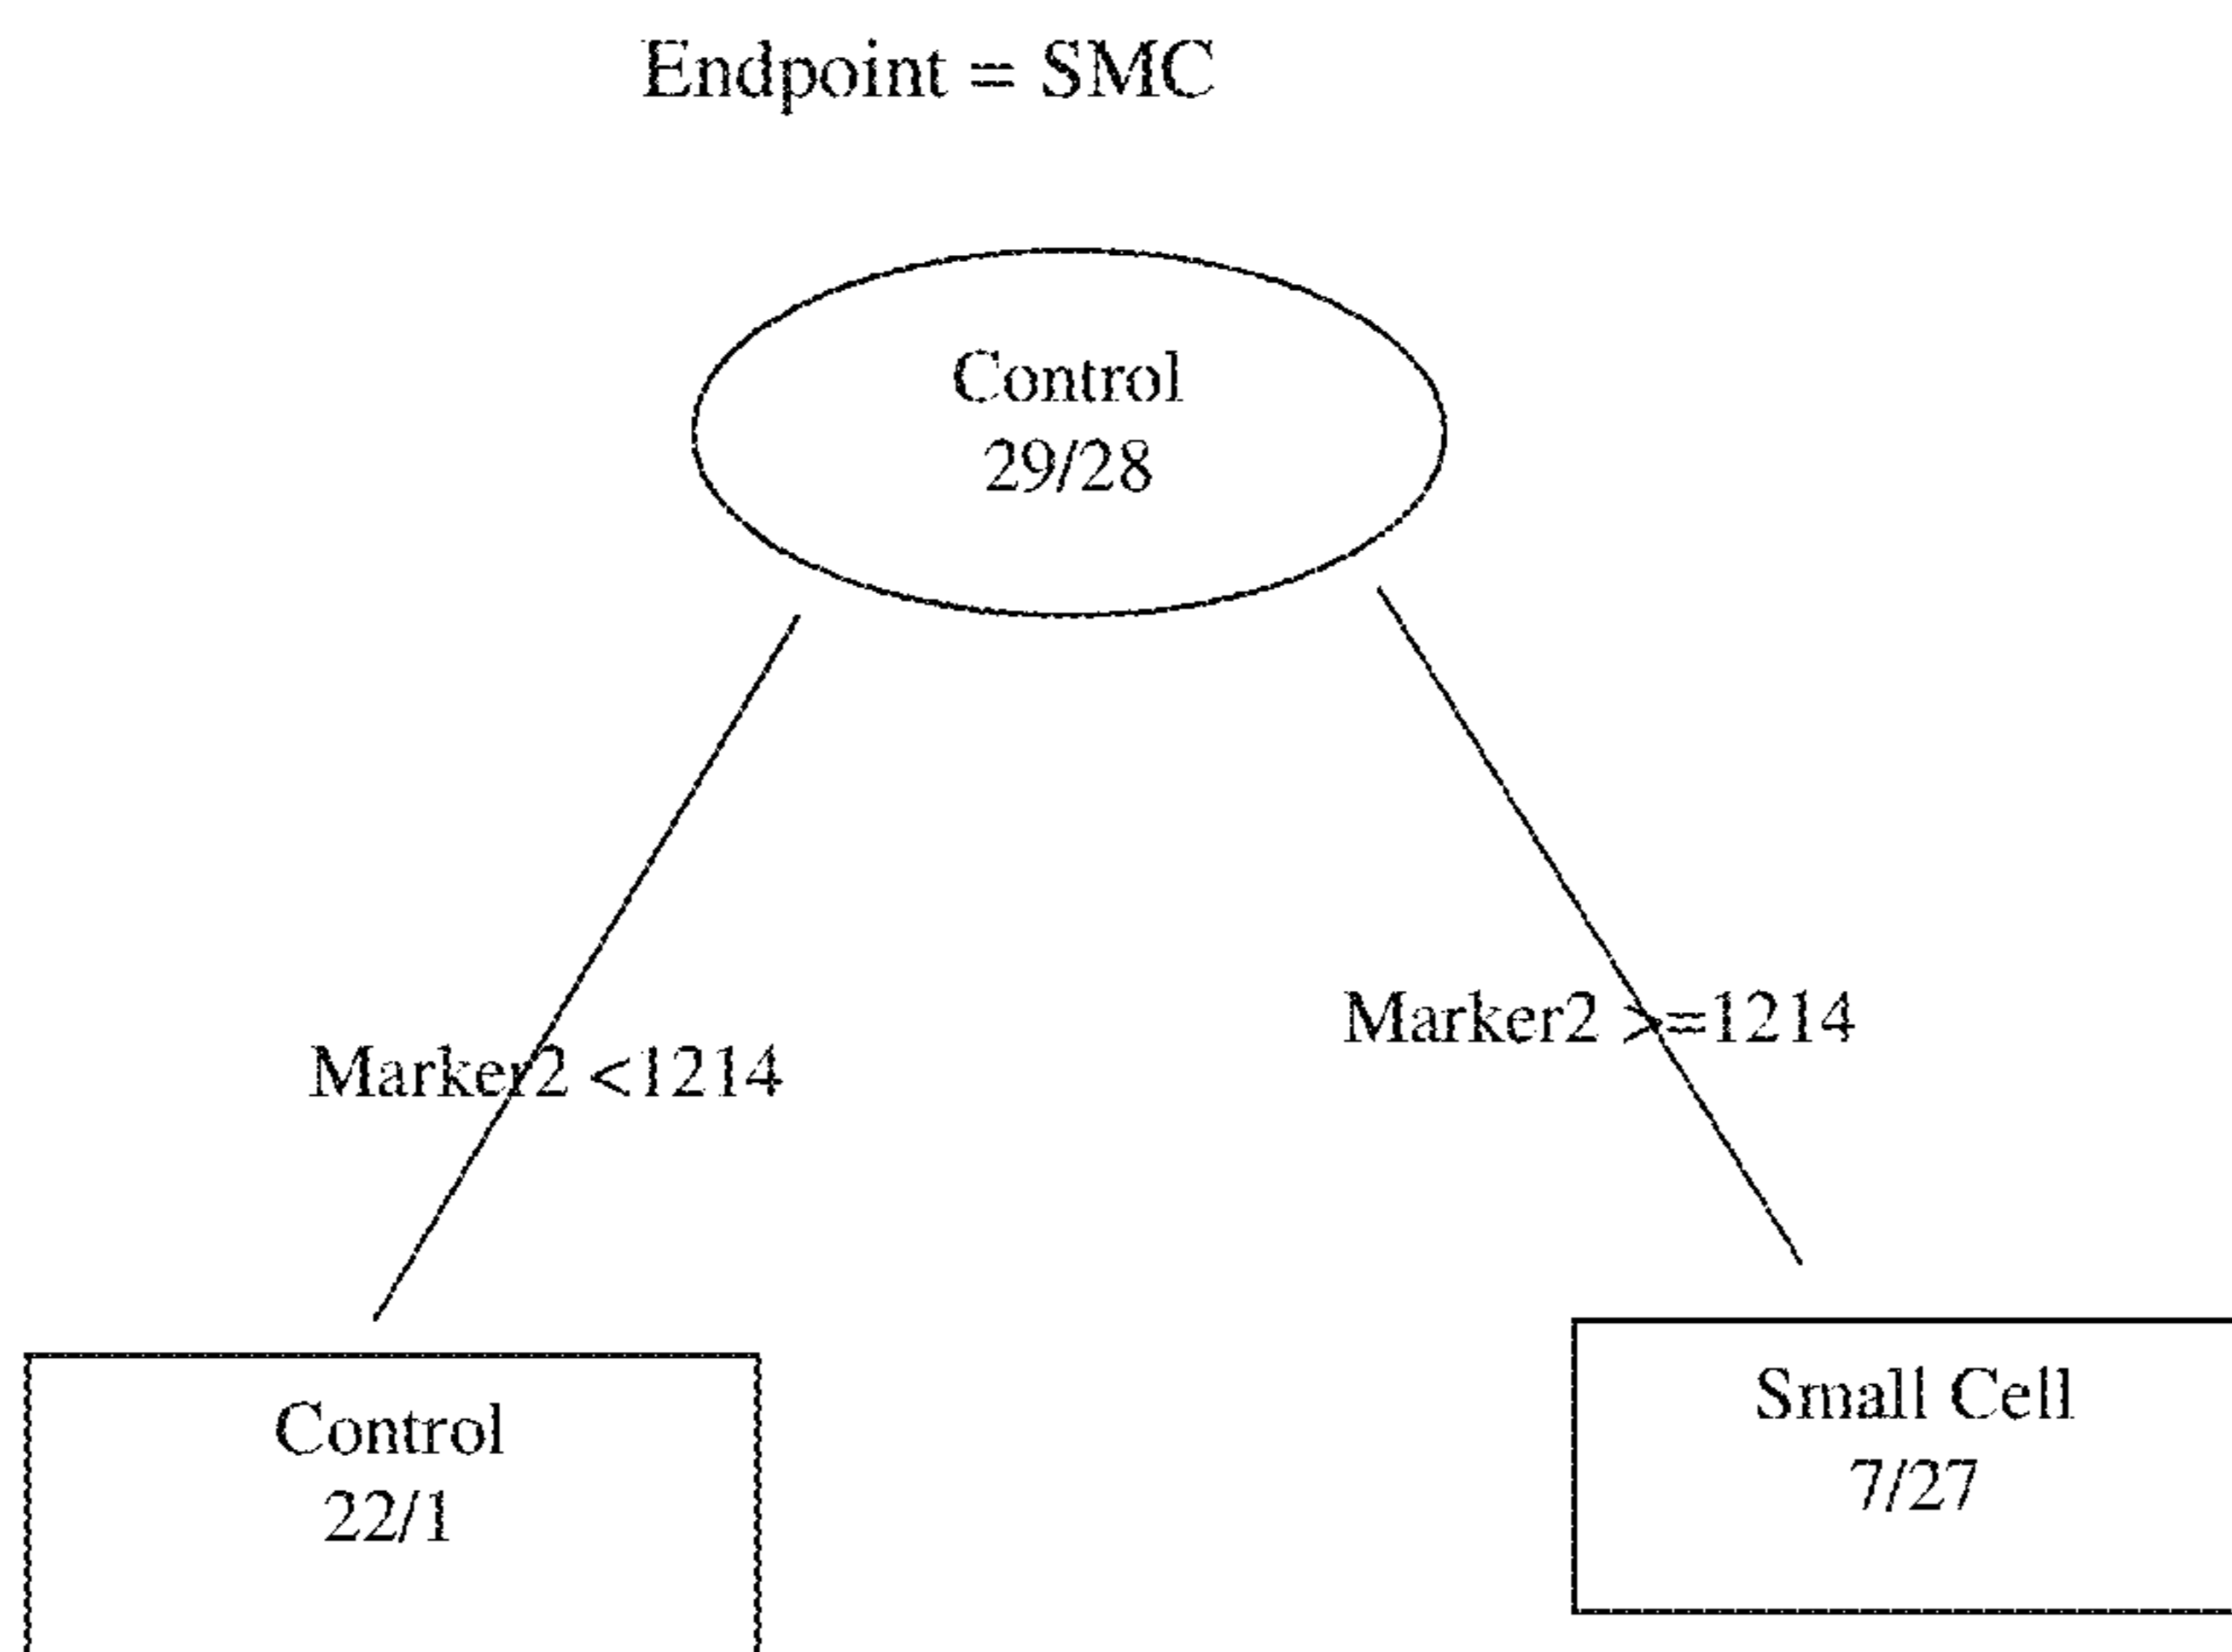 Endpoint = SMC
Control
29/28
Marker2 <1214
Marker2 >=1214
Control
22/1
Small Cell
7/27